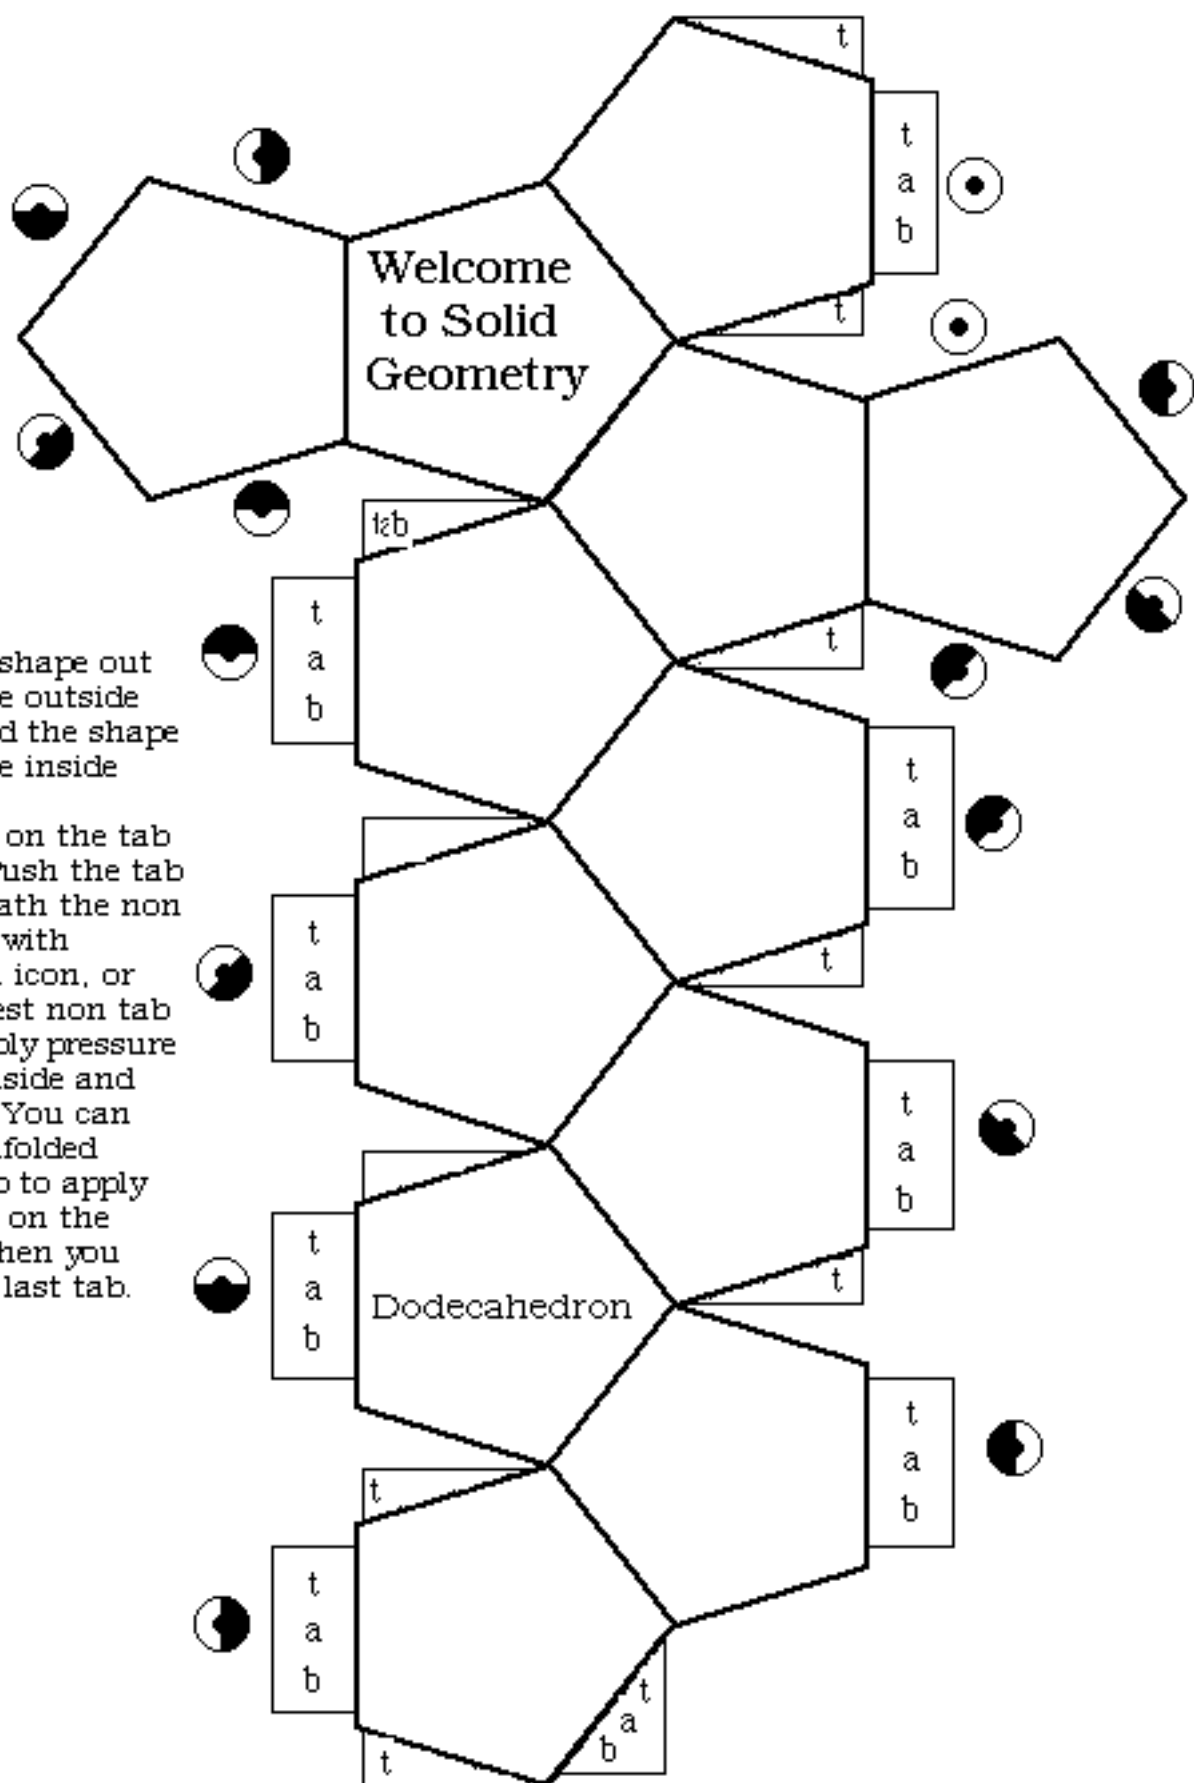 t
t
a
b
t
Welcome
to Solid
Geometry
tab
t
a
b
t
shape out
e outside
d the shape
e inside
on the tab
Push the tab
ath the non
with
icon, or
est non tab
ply pressure
side and
You can
folded
to apply
on the
hen you
last tab.
t
a
b
t
t
a
b
t
a
b
t
t
a
b
Dodecahedron
t
a
b
t
t
a
b
t
a
b
t